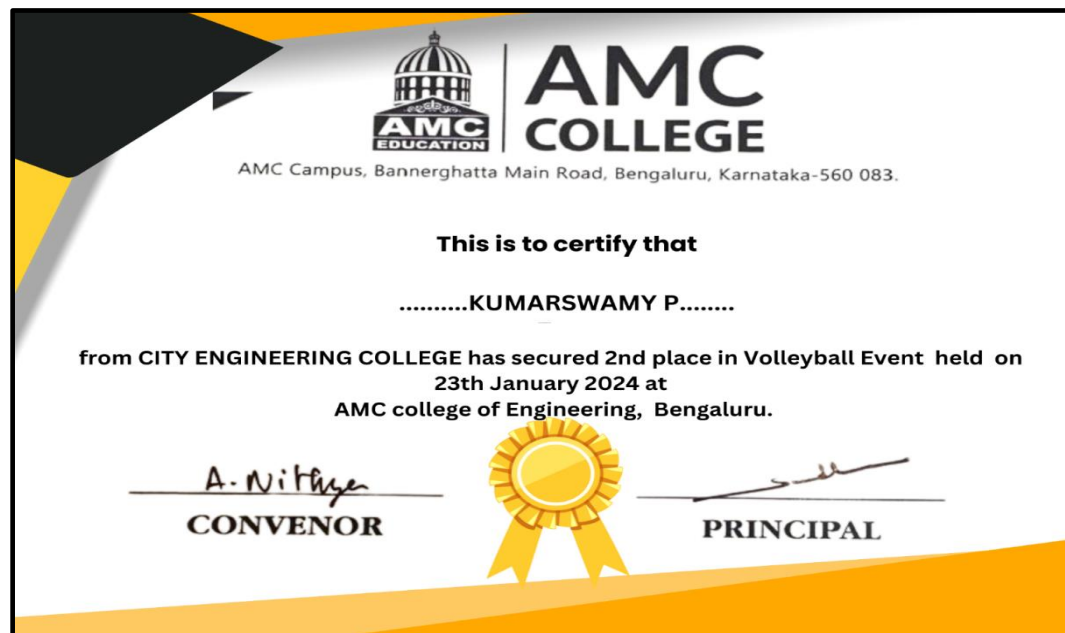 AMC
EDUCATION
AMC
COLLEGE
AMC Campus, Bannerghatta Main Road, Bengaluru, Karnataka-560 083.
This is to certify that
..........KUMARSWAMY P........
from CITY ENGINEERING COLLEGE has secured 2nd place in Volleyball Event held on
23th January 2024 at
AMC college of Engineering, Bengaluru.
A. Nithya
CONVENOR
PRINCIPAL